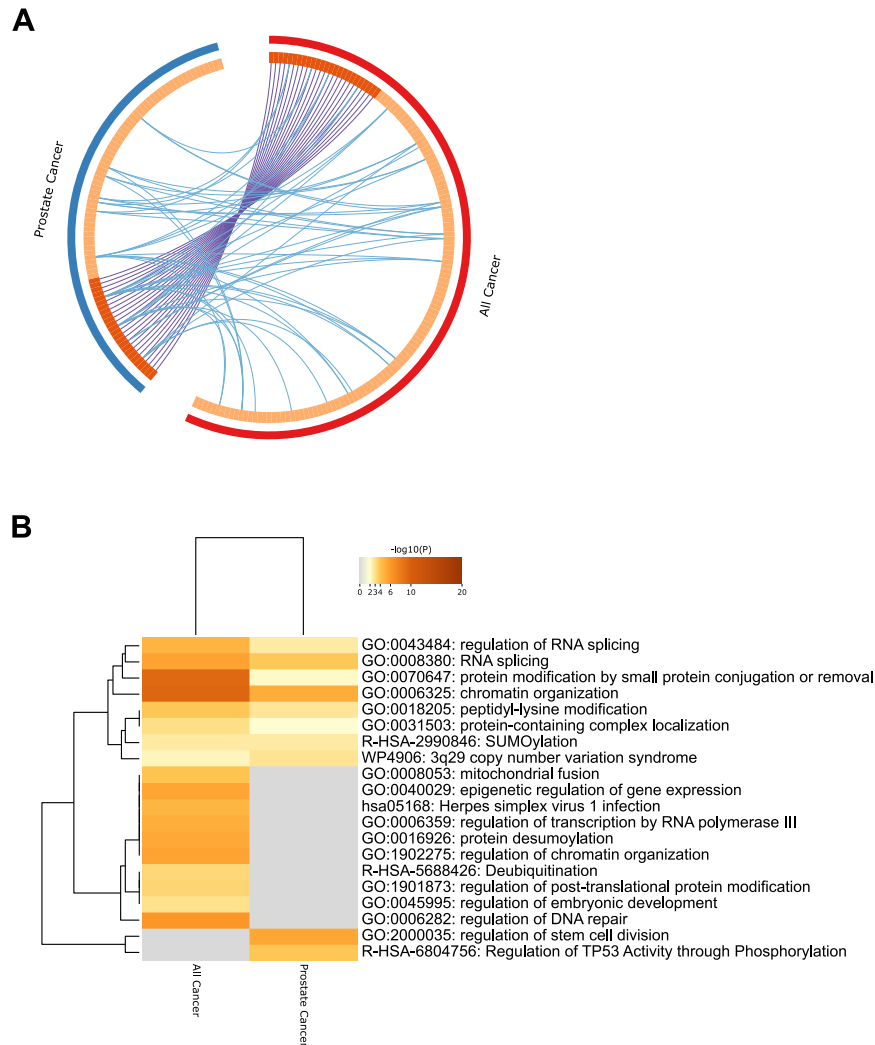 A
Prostate Cancer
All Cancer
B
-log10(P)
0 2 3 4 6 10 20
GO:0043484: regulation of RNA splicing
GO:0008380: RNA splicing
GO:0070647: protein modification by small protein conjugation or removal
GO:0006325: chromatin organization
GO:0018205: peptidyl-lysine modification
GO:0031503: protein-containing complex localization
R-HSA-2990846: SUMOylation
WP4906: 3q29 copy number variation syndrome
GO:0008053: mitochondrial fusion
GO:0040029: epigenetic regulation of gene expression
hsa05168: Herpes simplex virus 1 infection
GO:0006359: regulation of transcription by RNA polymerase III
GO:0016926: protein desumoylation
GO:1902275: regulation of chromatin organization
R-HSA-5688426: Deubiquitination
GO:1901873: regulation of post-translational protein modification
GO:0045995: regulation of embryonic development
GO:0006282: regulation of DNA repair
GO:2000035: regulation of stem cell division
R-HSA-6804756: Regulation of TP53 Activity through Phosphorylation
All Cancer
Prostate Cancer